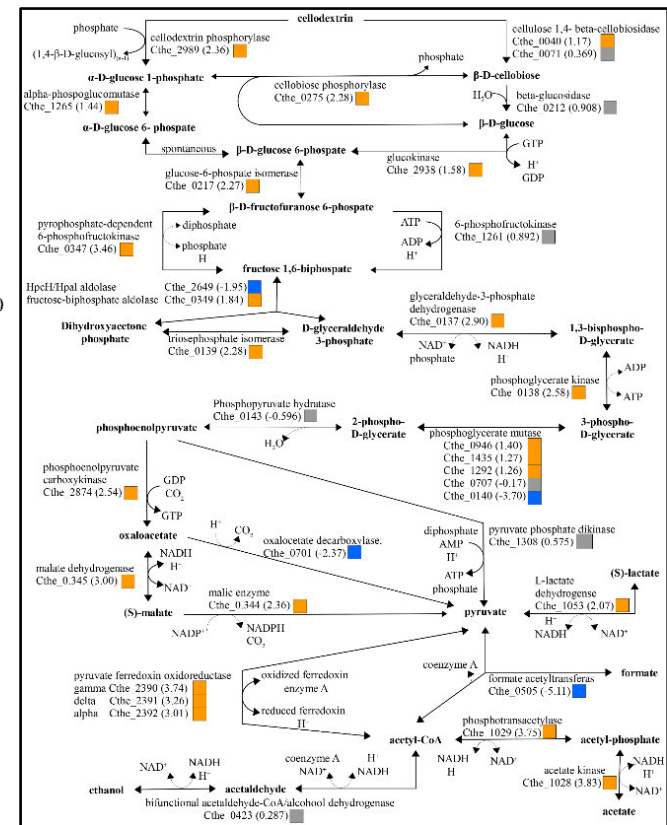 cellodextrin
phosphate
cellodextrin phosphorylase
Cthe_2989 (2.36)
(1,4-β-D-glucosyl)
cellulose 1,4- beta-cellobiosidase
Cthe_0040 (1.17)
Cthe_0071 (0.369)
α-D-glucose 1-phosphate
phosphate
β-D-cellobiose
alpha-phospoglucomutase
Cthe_1265 (1.44)
cellobiose phosphorylase
Cthe_0275 (2.28)
H₂O
beta-glucosidase
Cthe_0212 (0.908)
α-D-glucose 6- phospate
β-D-glucose
spontaneous
β-D-glucose 6-phospate
GTP
H⁺
GDP
glucokinase
Cthe_2938 (1.58)
glucose-6-phospate isomerase
Cthe_0217 (2.27)
β-D-fructofuranose 6-phospate
pyrophosphate-dependent
6-phosphofructokinase
Cthe_0347 (3.46)
diphosphate
phosphate
H
ATP
ADP
H⁺
6-phosphofructokinase
Cthe_1261 (0.892)
fructose 1,6-biphospate
HpcH/HpaI aldolase Cthe_2649 (-1.95)
fructose-biphosphate aldolase Cthe_0349 (1.84)
Dihydroxyacetone
phosphate
triosephosphate isomerase
Cthe_0139 (2.28)
D-glyceraldehyde
3-phosphate
glyceraldehyde-3-phosphate
dehydrogenase
Cthe_0137 (2.90)
NAD⁺
phosphate
NADH
H⁻
1,3-bisphospho-
D-glycerate
phosphoglycerate kinase
Cthe_0138 (2.58)
ADP
ATP
Phosphopyruvate hydratase
Cthe_0143 (-0.596)
phosphoenolpyruvate
H₂O
2-phospho-
D-glycerate
3-phospho-
D-glycerate
phosphoglycerate mutase
Cthe_0946 (1.40)
Cthe_1435 (1.27)
Cthe_1292 (1.26)
Cthe_0707 (-0.17)
Cthe_0140 (-3.70)
phosphoenolpyruvate
carboxykinase
Cthe_2874 (2.54)
GDP
CO₂
GTP
oxaloacetate
H⁺
CO₂
oxalocetate decarboxylase:
Cthe_0701 (-2.37)
diphosphate
AMP
H⁺
ATP
phosphate
pyruvate phosphate dikinase
Cthe_1308 (0.575)
malate dehydrogenase
Cthe_0.345 (3.00)
NADH
H⁻
NAD⁻
(S)-malate
malic enzyme
Cthe_0.344 (2.36)
NADP⁺
NADPH
CO₂
pyruvate
L-lactate
dehydrogense
Cthe_1053 (2.07)
(S)-lactate
H⁻
NADH
NAD⁺
pyruvate ferredoxin oxidoreductase
gamma Cthe_2390 (3.74)
delta Cthe_2391 (3.26)
alpha Cthe_2392 (3.01)
oxidized ferredoxin
enzyme A
reduced ferredoxin
H⁻
coenzyme A
formate
formate acetyltransferas
Cthe_0505 (-5.11)
acetyl-CoA
phosphotransacetylase
Cthe_1029 (3.75)
acetyl-phosphate
NADH
H
NAD⁺
acetate kinase
Cthe_1028 (3.83)
NADH
H⁺
NAD⁺
acetate
ethanol
NAD⁺
NADH
H⁻
acetaldehyde
coenzyme A
NAD⁺
H⁺
NADH
bifunctional acetaldehyde-CoA/alcohool dehydrogenase
Cthe_0423 (0.287)